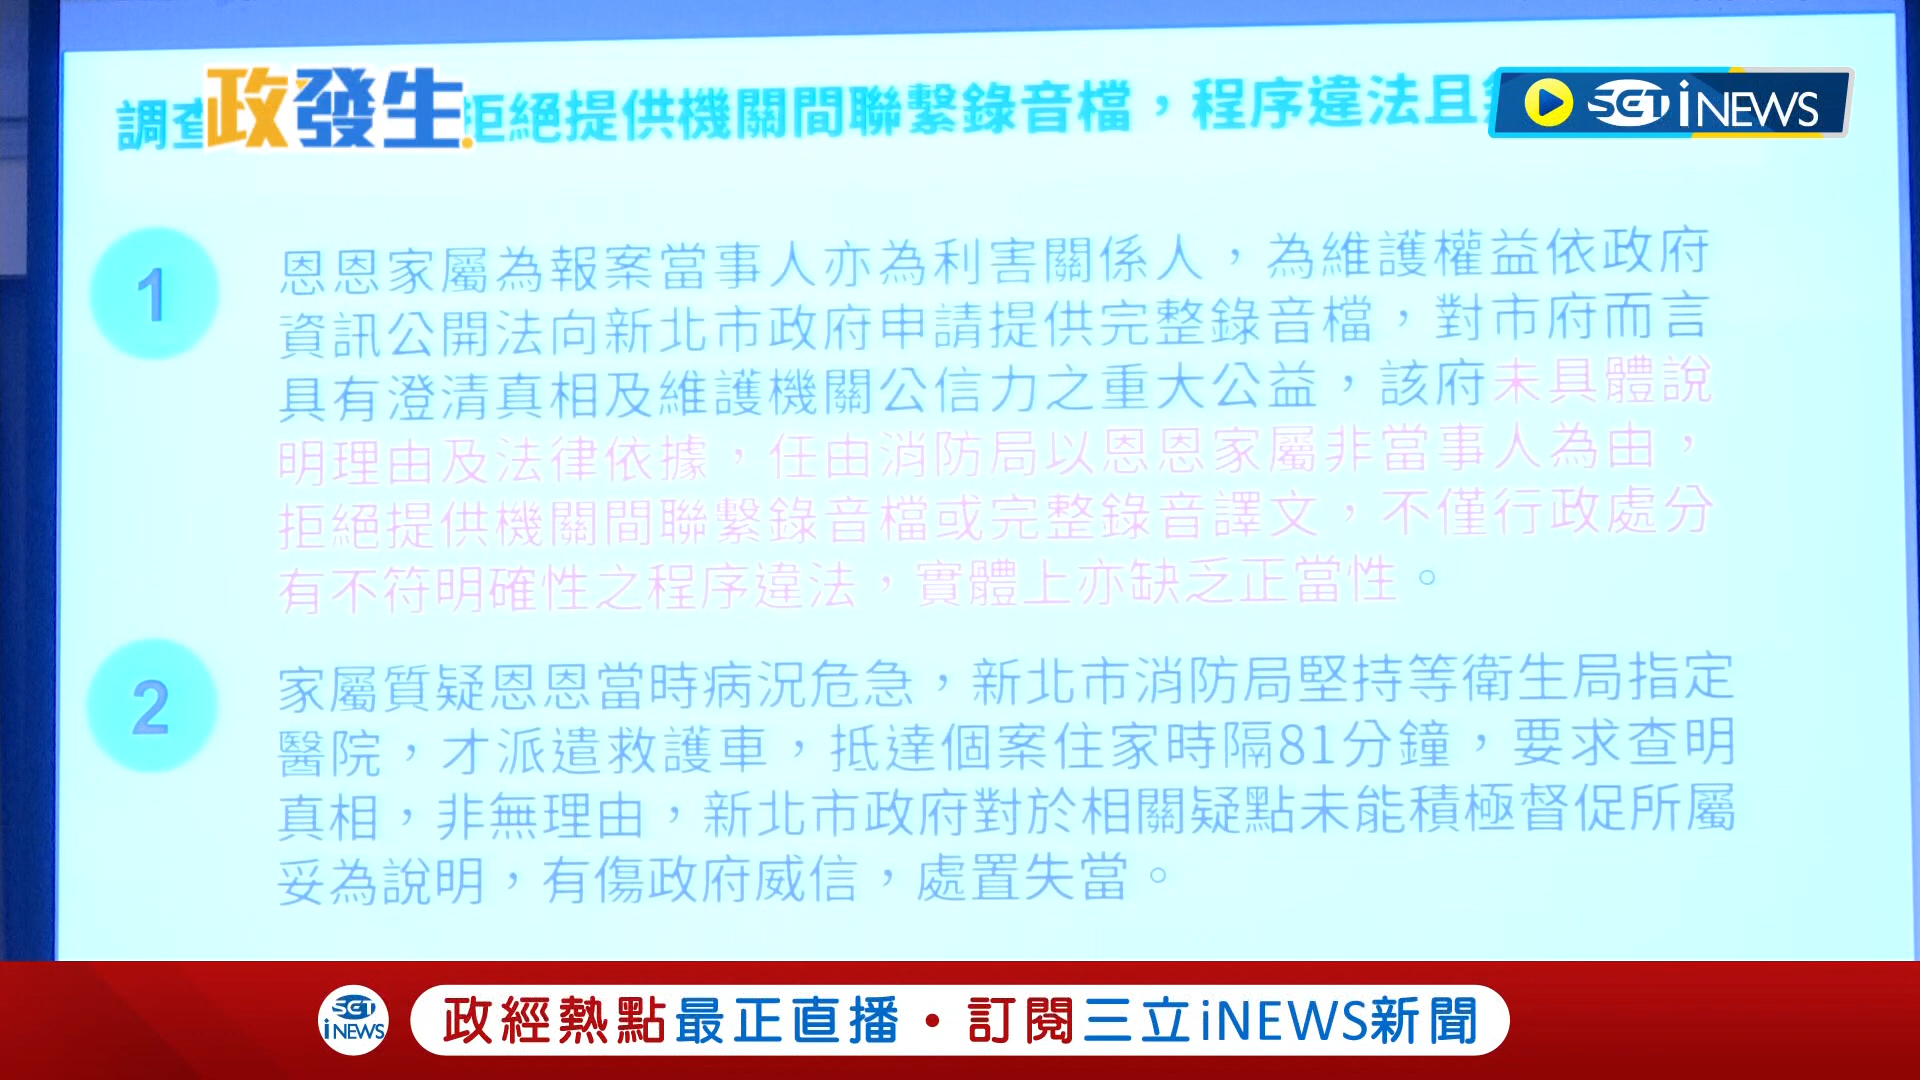 調查
政發生
拒絕提供機關間聯繫錄音檔，程序違法且
SET iNEWS
1
恩恩家屬為報案當事人亦為利害關係人，為維護權益依政府
資訊公開法向新北市政府申請提供完整錄音檔，對市府而言
具有澄清真相及維護機關公信力之重大公益，該府未具體說
明理由及法律依據，任由消防局以恩恩家屬非當事人為由，
拒絕提供機關間聯繫錄音檔或完整錄音譯文，不僅行政處分
有不符明確性之程序違法，實體上亦缺乏正當性。
2
家屬質疑恩恩當時病況危急，新北市消防局堅持等衛生局指定
醫院，才派遣救護車，抵達個案住家時隔81分鐘，要求查明
真相，非無理由，新北市政府對於相關疑點未能積極督促所屬
妥為說明，有傷政府威信，處置失當。
SET iNEWS
政經熱點最正直播・訂閱三立iNEWS新聞